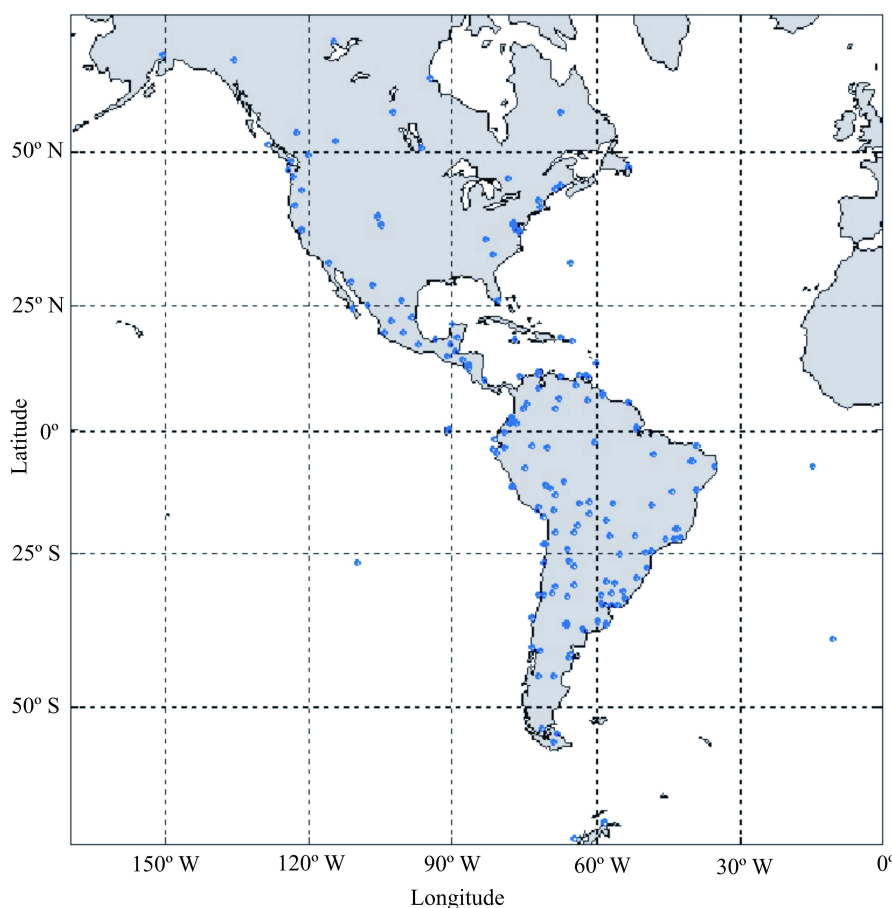 50º N
25º N
0º
25º S
50º S
Latitude
150º W
120º W
90º W
60º W
30º W
0º
Longitude